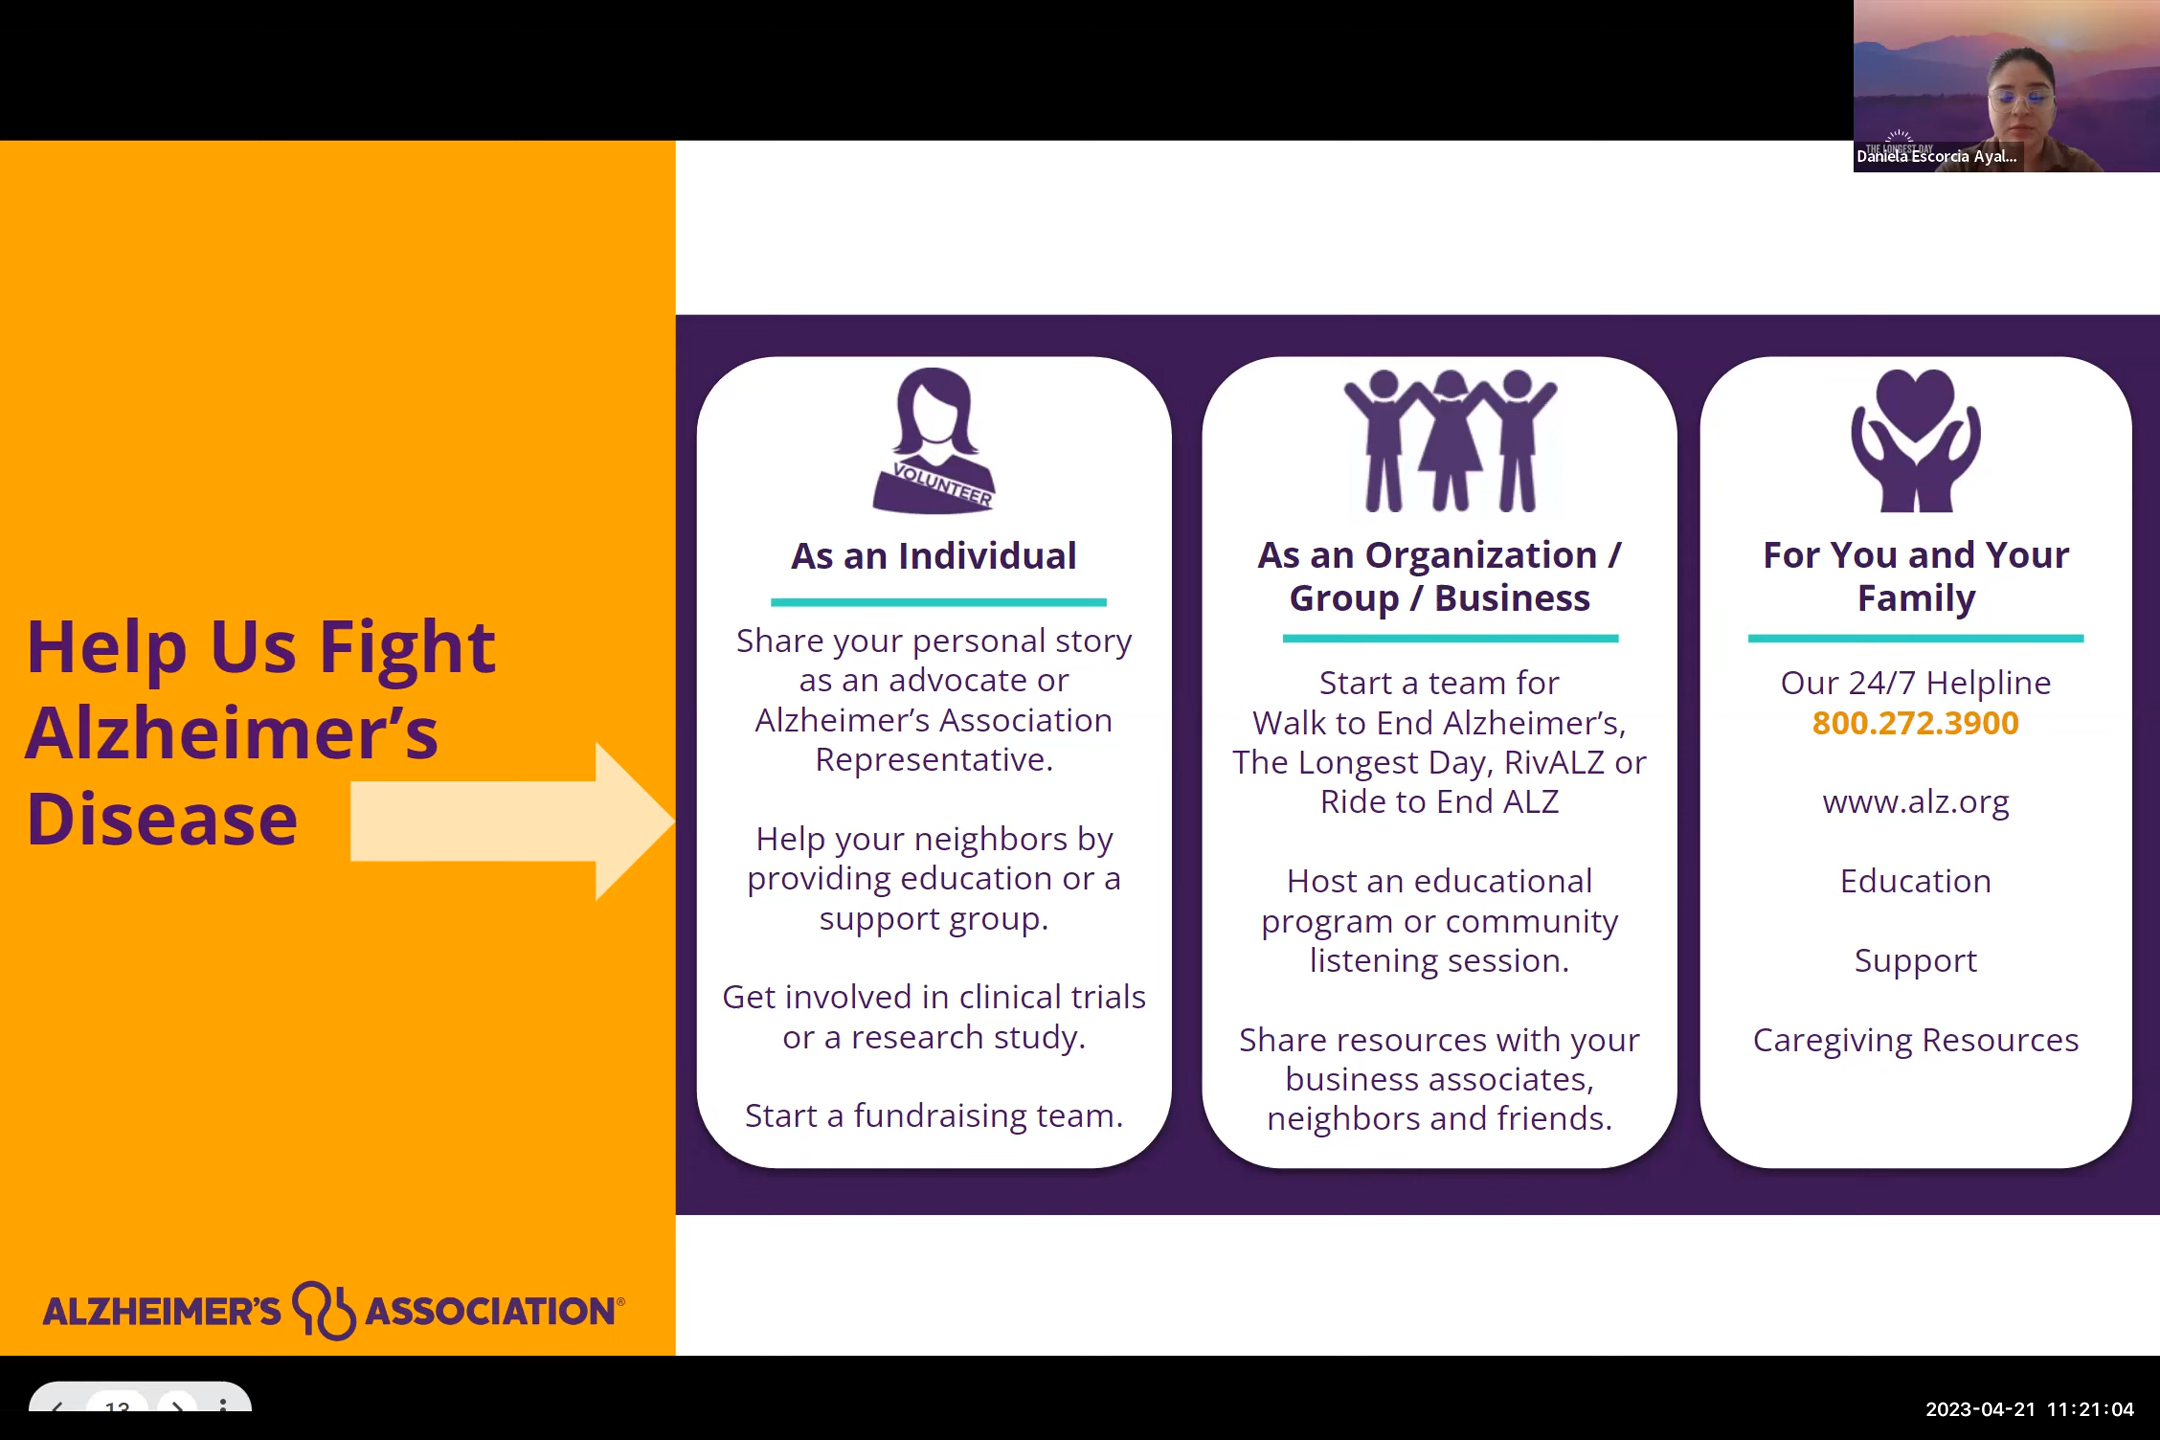 THE LONGEST DAY
Daniela Escorcia Ayal...
Help Us Fight
Alzheimer’s
Disease
VOLUNTEER
As an Individual
Share your personal story
as an advocate or
Alzheimer’s Association
Representative.
Help your neighbors by
providing education or a
support group.
Get involved in clinical trials
or a research study.
Start a fundraising team.
As an Organization /
Group / Business
Start a team for
Walk to End Alzheimer’s,
The Longest Day, RivALZ or
Ride to End ALZ
Host an educational
program or community
listening session.
Share resources with your
business associates,
neighbors and friends.
For You and Your
Family
Our 24/7 Helpline
800.272.3900
www.alz.org
Education
Support
Caregiving Resources
ALZHEIMER’S ASSOCIATION®
13
2023-04-21 11:21:04